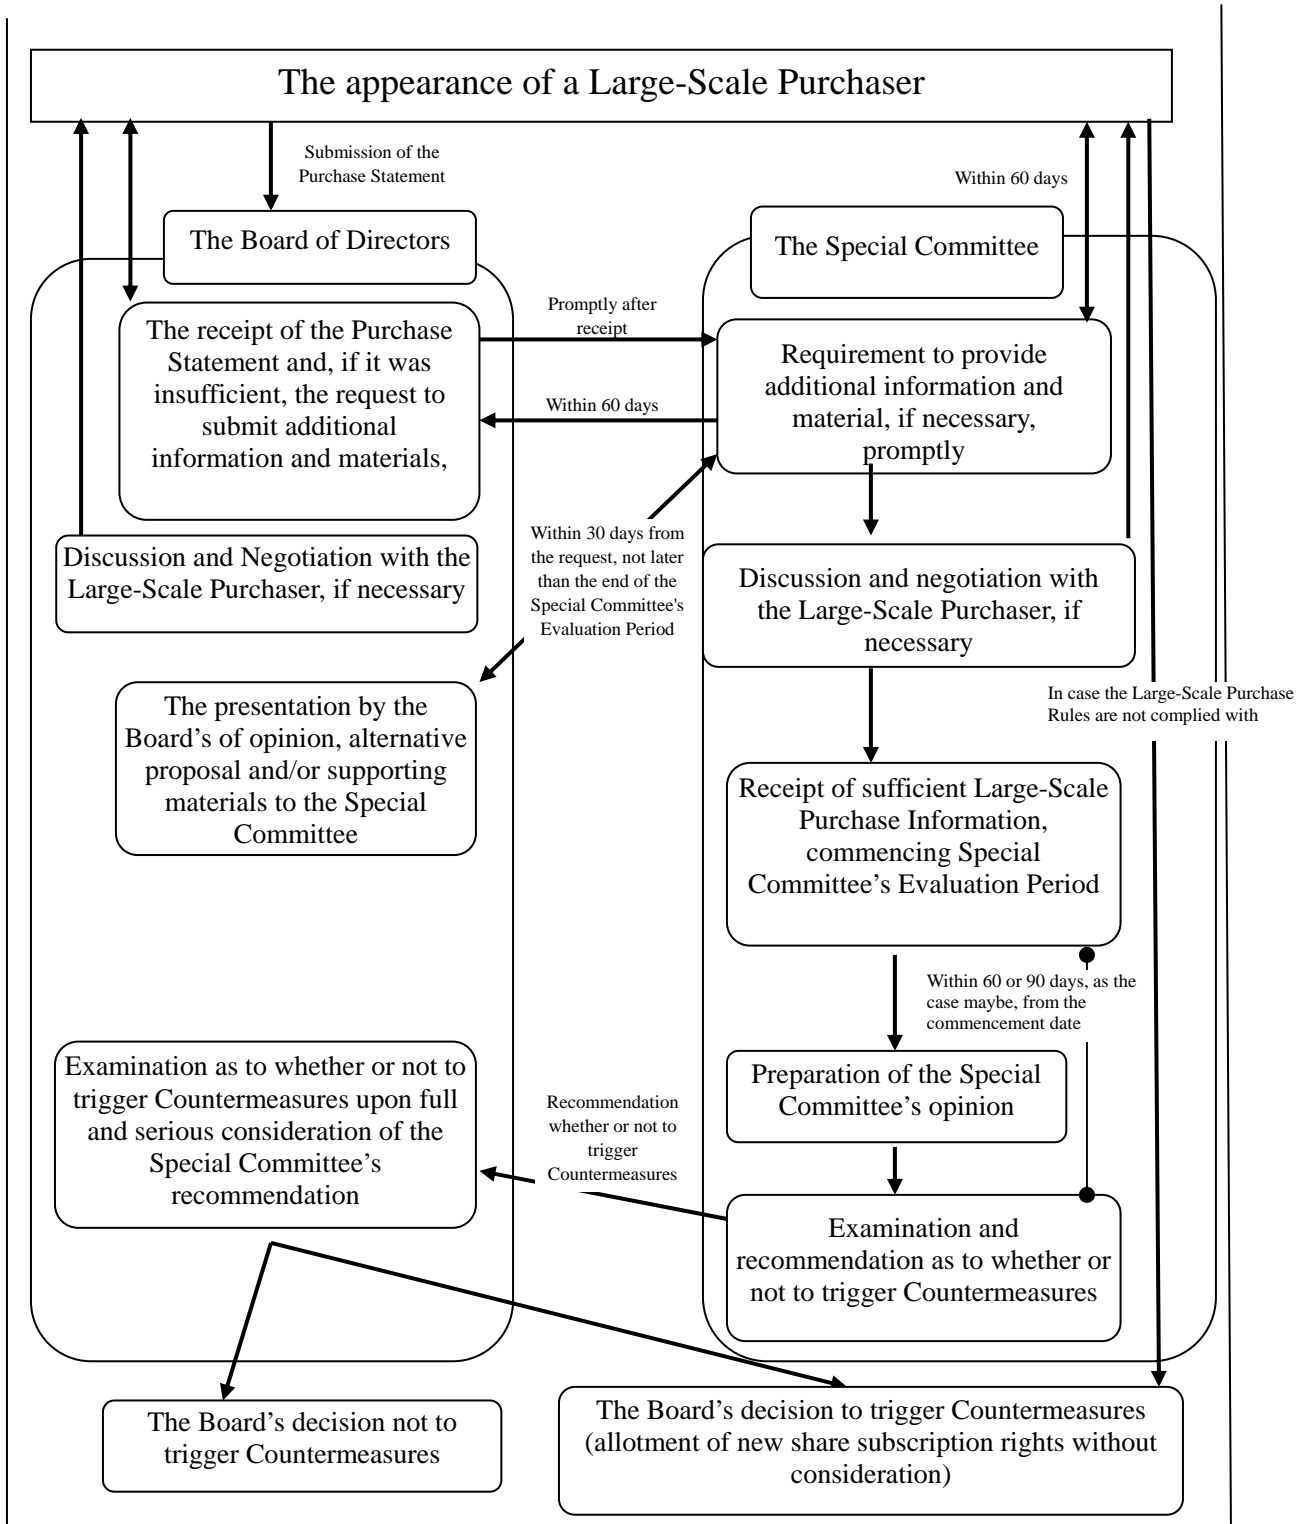 The appearance of a Large-Scale Purchaser
Submission of the
Purchase Statement
Within 60 days
The Board of Directors
The Special Committee
The receipt of the Purchase
Statement and, if it was
insufficient, the request to
submit additional
information and materials,
Promptly after
receipt
Within 60 days
Requirement to provide
additional information and
material, if necessary,
promptly
Discussion and Negotiation with the
Large-Scale Purchaser, if necessary
Within 30 days from
the request, not later
than the end of the
Special Committee's
Evaluation Period
Discussion and negotiation with
the Large-Scale Purchaser, if
necessary
The presentation by the
Board’s of opinion, alternative
proposal and/or supporting
materials to the Special
Committee
In case the Large-Scale Purchase
Rules are not complied with
Receipt of sufficient Large-Scale
Purchase Information,
commencing Special
Committee’s Evaluation Period
Within 60 or 90 days, as the
case maybe, from the
commencement date
Examination as to whether or not to
trigger Countermeasures upon full
and serious consideration of the
Special Committee’s
recommendation
Recommendation
whether or not to
trigger
Countermeasures
Preparation of the Special
Committee’s opinion
Examination and
recommendation as to whether or
not to trigger Countermeasures
The Board’s decision not to
trigger Countermeasures
The Board’s decision to trigger Countermeasures
(allotment of new share subscription rights without
consideration)